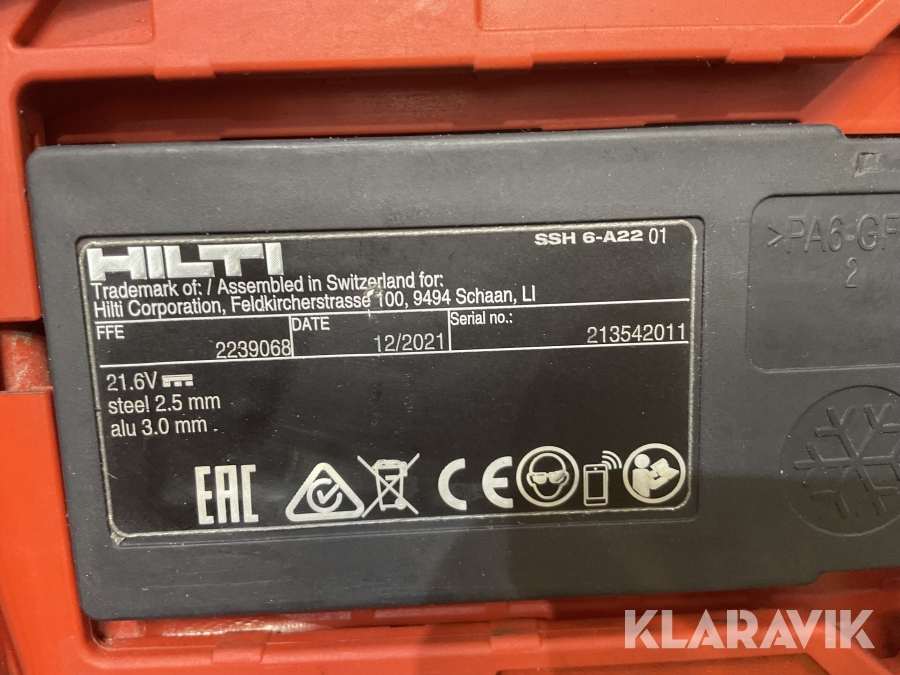 HILTI
SSH 6-A22 01
Trademark of: / Assembled in Switzerland for:
Hilti Corporation, Feldkircherstrasse 100, 9494 Schaan, LI
FFE 2239068 DATE 12/2021 Serial no.: 213542011
21.6V
steel 2.5 mm
alu 3.0 mm
EAC CE
>PA6-GF
2
KLARAVIK